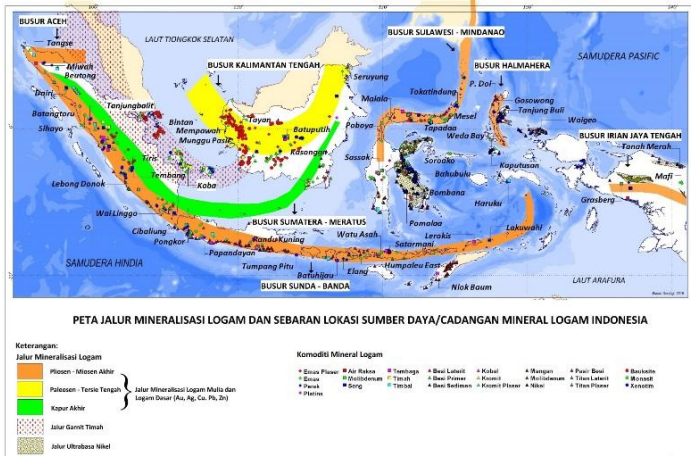 BUSUR ACEH
Tangse
Miwah
Beutong
LAUT TIONGKOK SELATAN
BUSUR KALIMANTAN TENGAH
BUSUR SULAWESI - MINDANAO
SAMUDERA PASIFIC
BUSUR HALMAHERA
Seruyung
P. Doi
Dairi
Batangtoru
Sihayo
Tanjungbalit
Bintan
Mempawah
Munggu Pasir
Tayan
Batuputih
Kasongan
Malala
Tokatindung
Poboya
Tapadaa
Mesel
Weda Bay
Gosowong
Tanjung Buli
Waigeo
BUSUR IRIAN JAYA TENGAH
Tanah Merah
Mafi
Sassak
Soroako
Kaputusan
Bahubulu
Tiris
Tembang
Koba
Lebong Donok
Bombana
Haruku
Grasberg
BUSUR SUMATERA - MERATUS
Pomalaa
Wai Linggo
Cibaliung
Pongkor
Papandayan
Randu Kuning
Watu Asah
Satarmani
Lerokis
Lakuwahi
SAMUDERA HINDIA
Tumpang Pitu
Batuhijau
Elang
Humpaleu East
LAUT ARAFURA
BUSUR SUNDA - BANDA
Niok Baum
PETA JALUR MINERALISASI LOGAM DAN SEBARAN LOKASI SUMBER DAYA/CADANGAN MINERAL LOGAM INDONESIA
Keterangan:
Jalur Mineralisasi Logam
Pliosen - Miosen Akhir
Paleosen - Tersie Tengah
Kapur Akhir
Jalur Mineralisasi Logam Mulia dan
Logam Dasar (Au, Ag, Cu. Pb, Zn)
Jalur Garnit Timah
Jalur Ultrabasa Nikel
Komoditi Mineral Logam
Emas Plaser
Air Raksa
Tembaga
Besi Laterit
Kobal
Mangan
Pasir Besi
Bauksite
Emas
Molibdenum
Timah
Besi Primer
Kromit
Molibdenum
Titan Laterit
Monasit
Perak
Seng
Timbal
Besi Sedimen
Kromit Plaser
Nikel
Titan Plaser
Xenotim
Platina